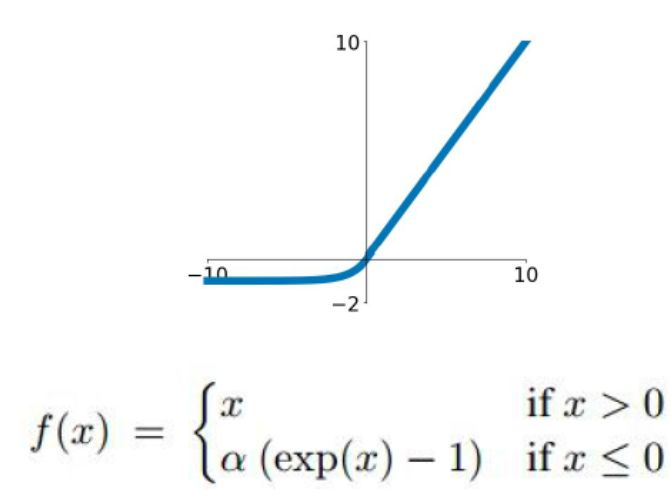 10
−10
10
−2
f(x) = { x if x > 0
α (exp(x) − 1) if x ≤ 0